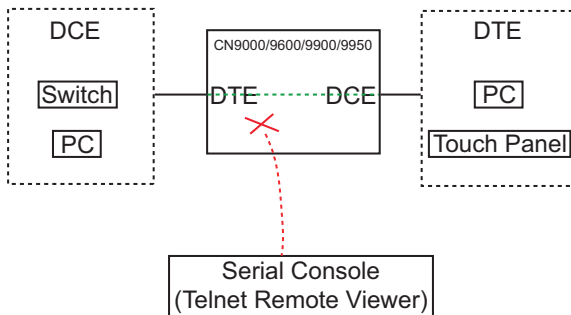 DCE
Switch
PC
CN9000/9600/9900/9950
DTE
DCE
DTE
PC
Touch Panel
Serial Console
(Telnet Remote Viewer)